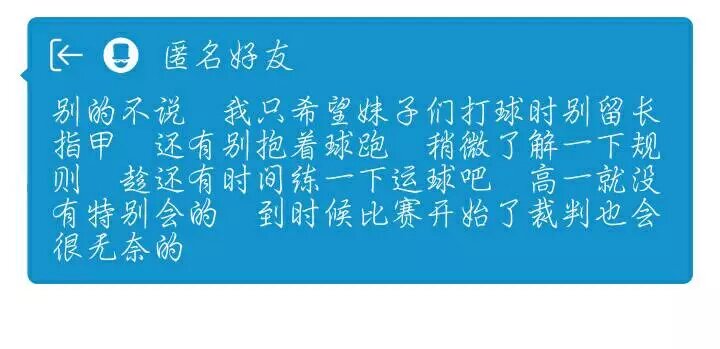 匿名好友
别的不说 我只希望妹子们打球时别留长
指甲 还有别抱着球跑 稍微了解一下规
则 趁还有时间练一下运球吧 高一就没
有特别会的 到时候比赛开始了裁判也会
很无奈的